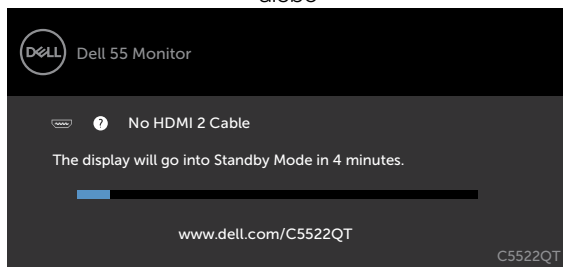 DELL
Dell 55 Monitor
? No HDMI 2 Cable
The display will go into Standby Mode in 4 minutes.
www.dell.com/C5522QT
C5522QT